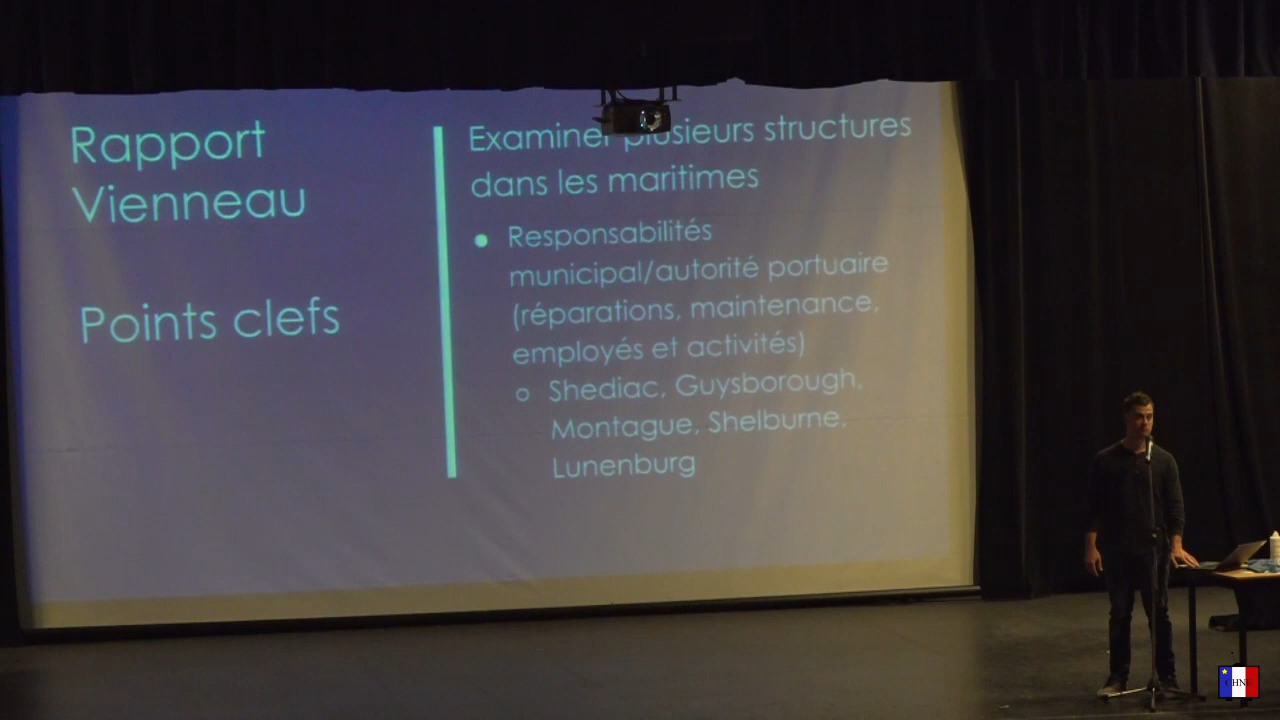 Rapport
Vienneau
Points clefs
Examiner plusieurs structures
dans les maritimes
• Responsabilités
municipal/autorité portuaire
(réparations, maintenance,
employés et activités)
○ Shediac, Guysborough,
Montague, Shelburne,
Lunenburg